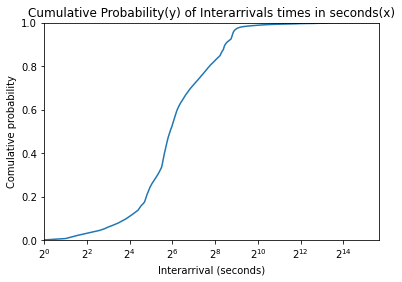 Cumulative Probability(y) of Interarrivals times in seconds(x)
1.0
0.8
0.6
0.4
0.2
0.0
Comulative probability
2^0 2^2 2^4 2^6 2^8 2^10 2^12 2^14
Interarrival (seconds)